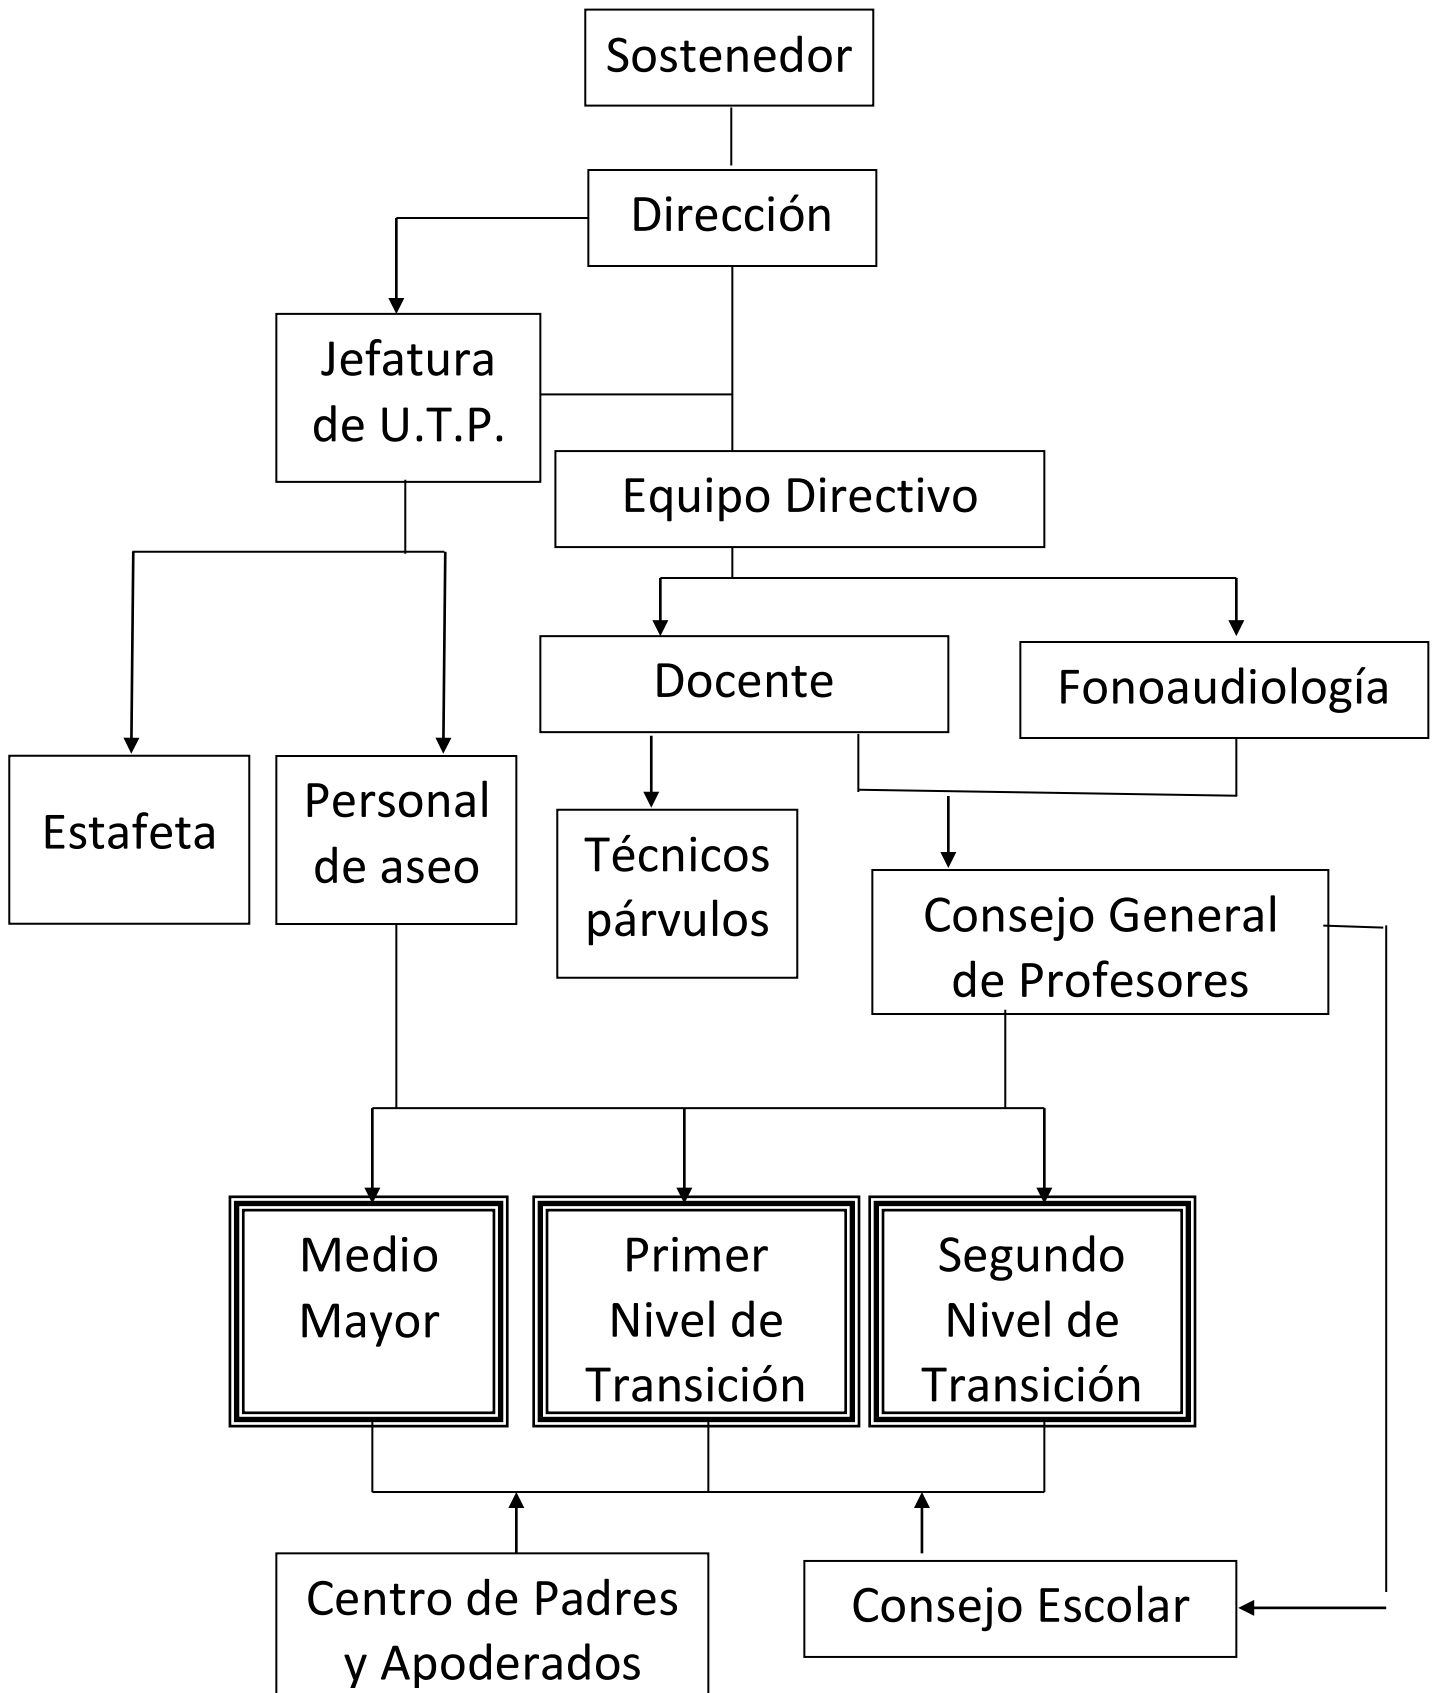 Sostenedor
Dirección
Jefatura
de U.T.P.
Equipo Directivo
Docente
Fonoaudiología
Estafeta
Personal
de aseo
Técnicos
párvulos
Consejo General
de Profesores
Medio
Mayor
Primer
Nivel de
Transición
Segundo
Nivel de
Transición
Centro de Padres
y Apoderados
Consejo Escolar